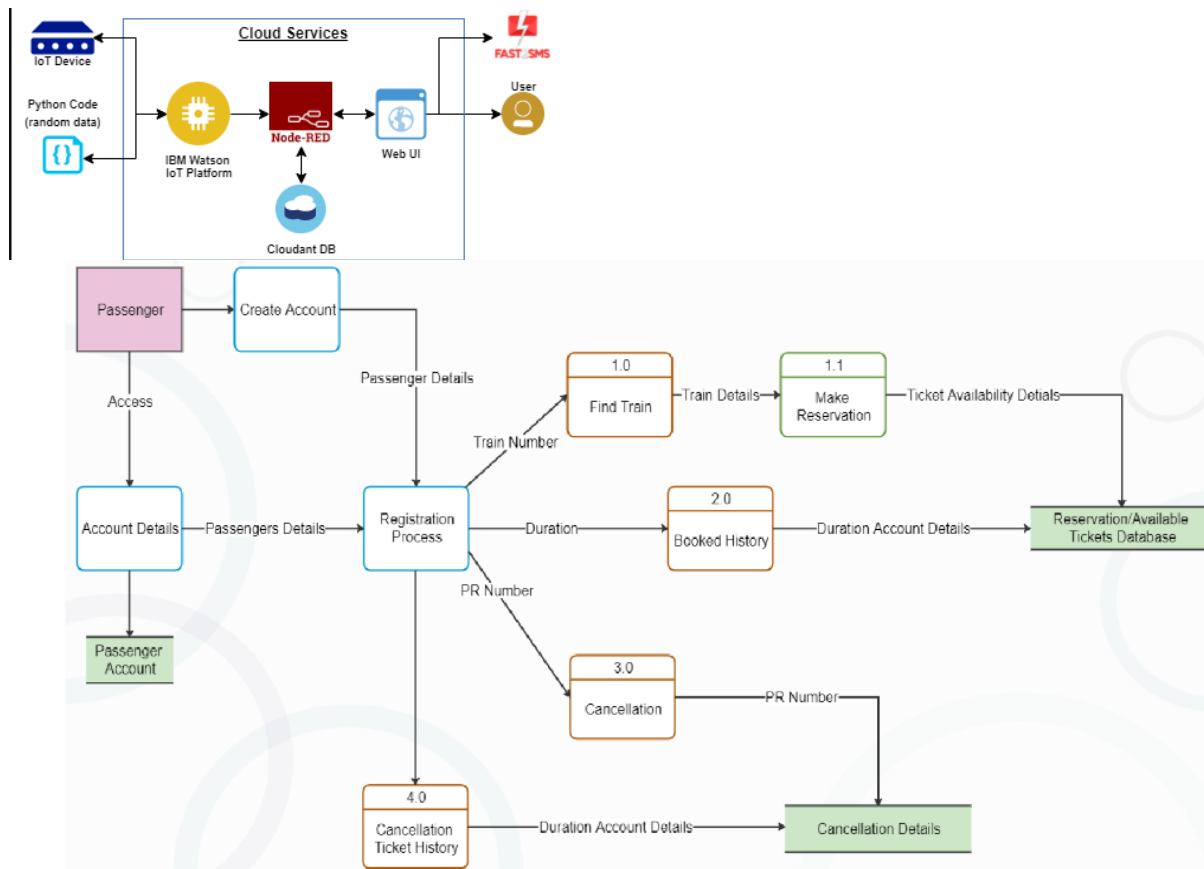 Cloud Services
IoT Device
Python Code
(random data)
{}
IBM Watson
IoT Platform
Node-RED
Cloudant DB
Web UI
FAST2SMS
User
Passenger
Create Account
Access
Passenger Details
Account Details
Passengers Details
Registration
Process
Passenger
Account
Train Number
1.0
Find Train
Train Details
1.1
Make
Reservation
Ticket Availability Detials
Duration
2.0
Booked History
Duration Account Details
Reservation/Available
Tickets Database
PR Number
3.0
Cancellation
PR Number
4.0
Cancellation
Ticket History
Duration Account Details
Cancellation Details